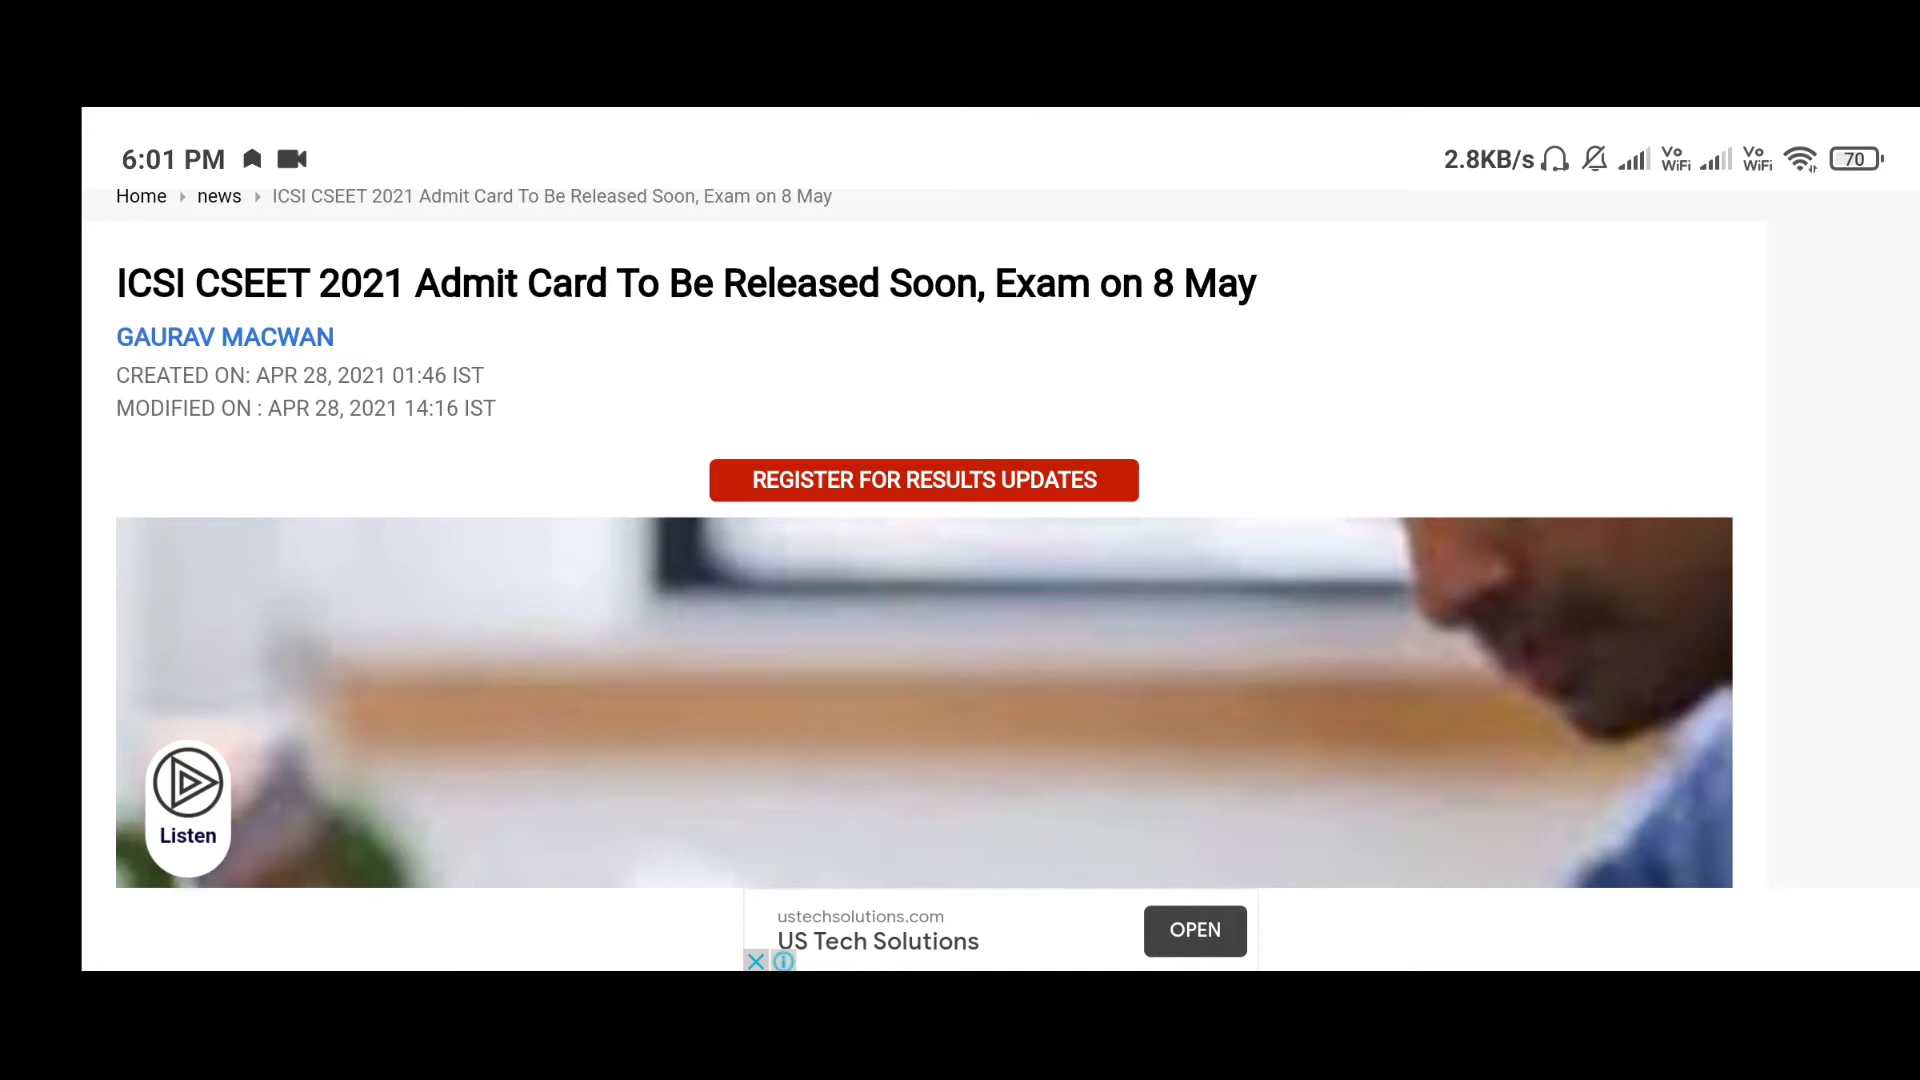 6:01 PM
2.8KB/s Vo WiFi Vo WiFi 70
Home news ICSI CSEET 2021 Admit Card To Be Released Soon, Exam on 8 May
ICSI CSEET 2021 Admit Card To Be Released Soon, Exam on 8 May
GAURAV MACWAN
CREATED ON: APR 28, 2021 01:46 IST
MODIFIED ON : APR 28, 2021 14:16 IST
REGISTER FOR RESULTS UPDATES
Listen
ustechsolutions.com
US Tech Solutions
OPEN